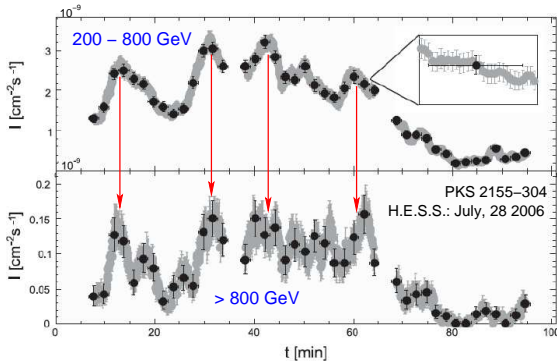 ×10⁻⁹
200 – 800 GeV
I [cm⁻²s⁻¹]
3
2
1
×10⁻⁹
PKS 2155–304
H.E.S.S.: July, 28 2006
> 800 GeV
I [cm⁻²s⁻¹]
0.2
0.15
0.1
0.05
0
0 20 40 60 80 100
t [min]